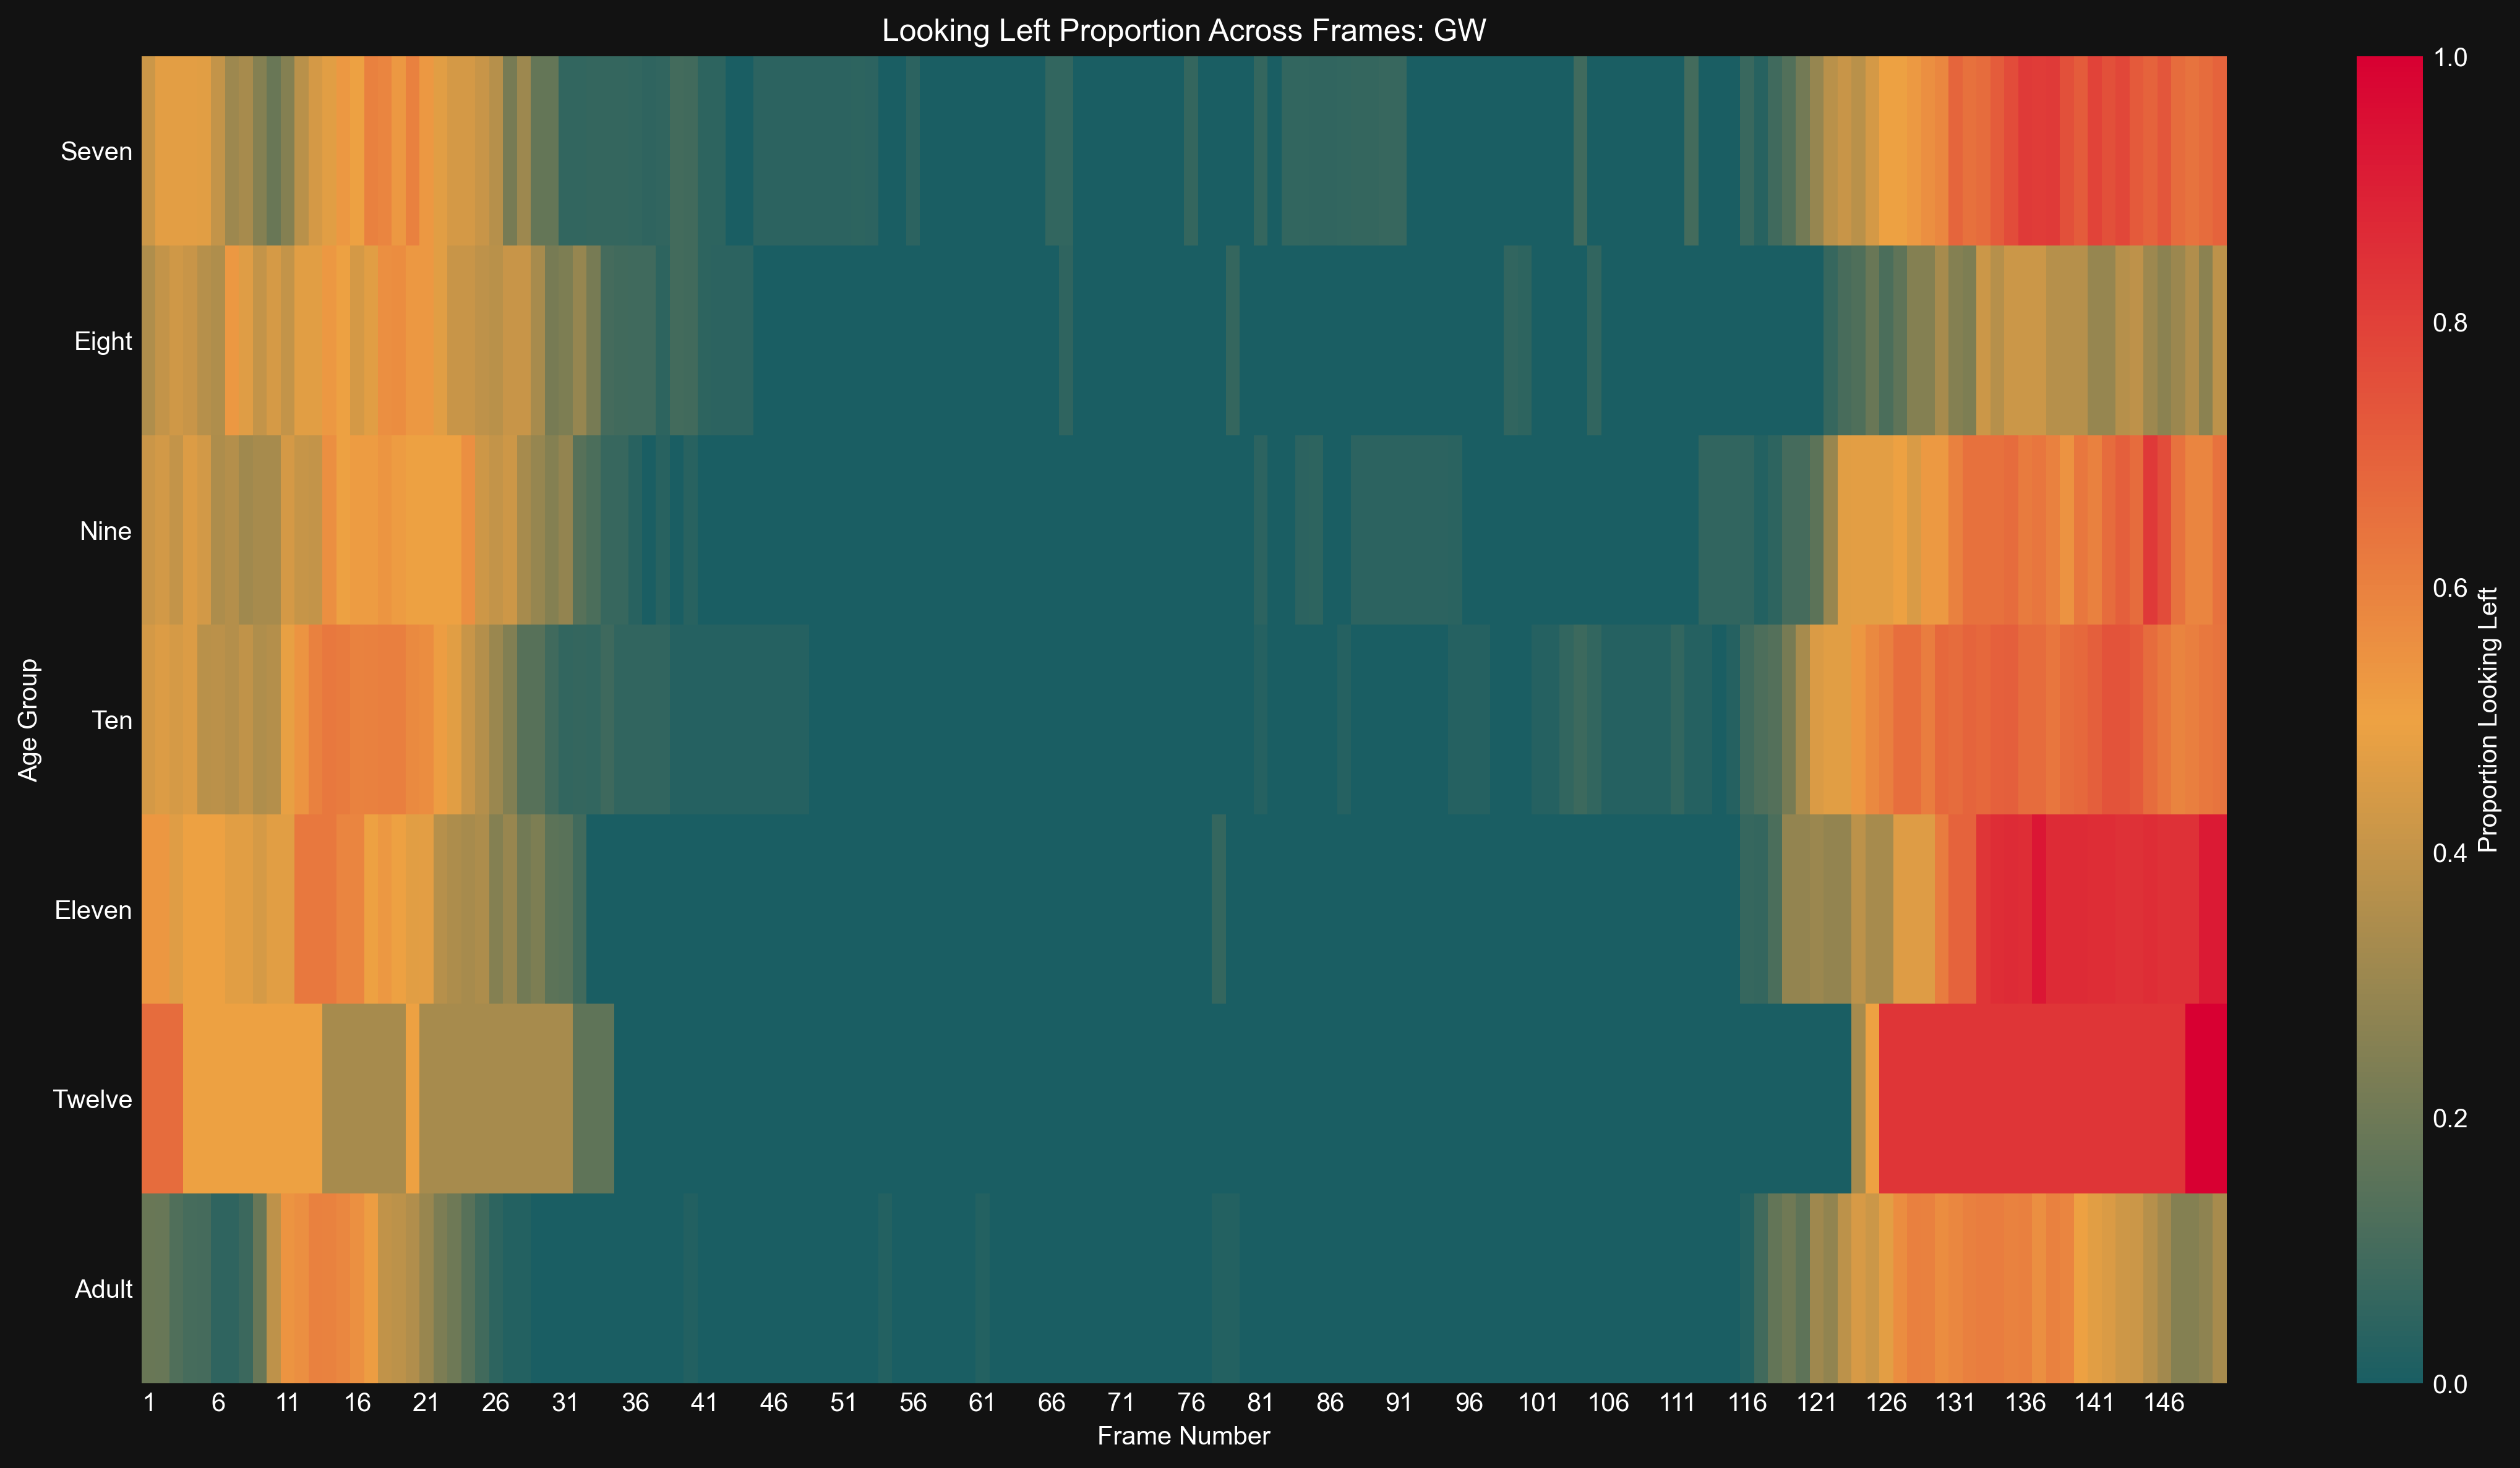 Looking Left Proportion Across Frames: GW
Age Group
Seven
Eight
Nine
Ten
Eleven
Twelve
Adult
1 6 11 16 21 26 31 36 41 46 51 56 61 66 71 76 81 86 91 96 101 106 111 116 121 126 131 136 141 146
Frame Number
1.0
0.8
0.6
0.4
0.2
0.0
Proportion Looking Left